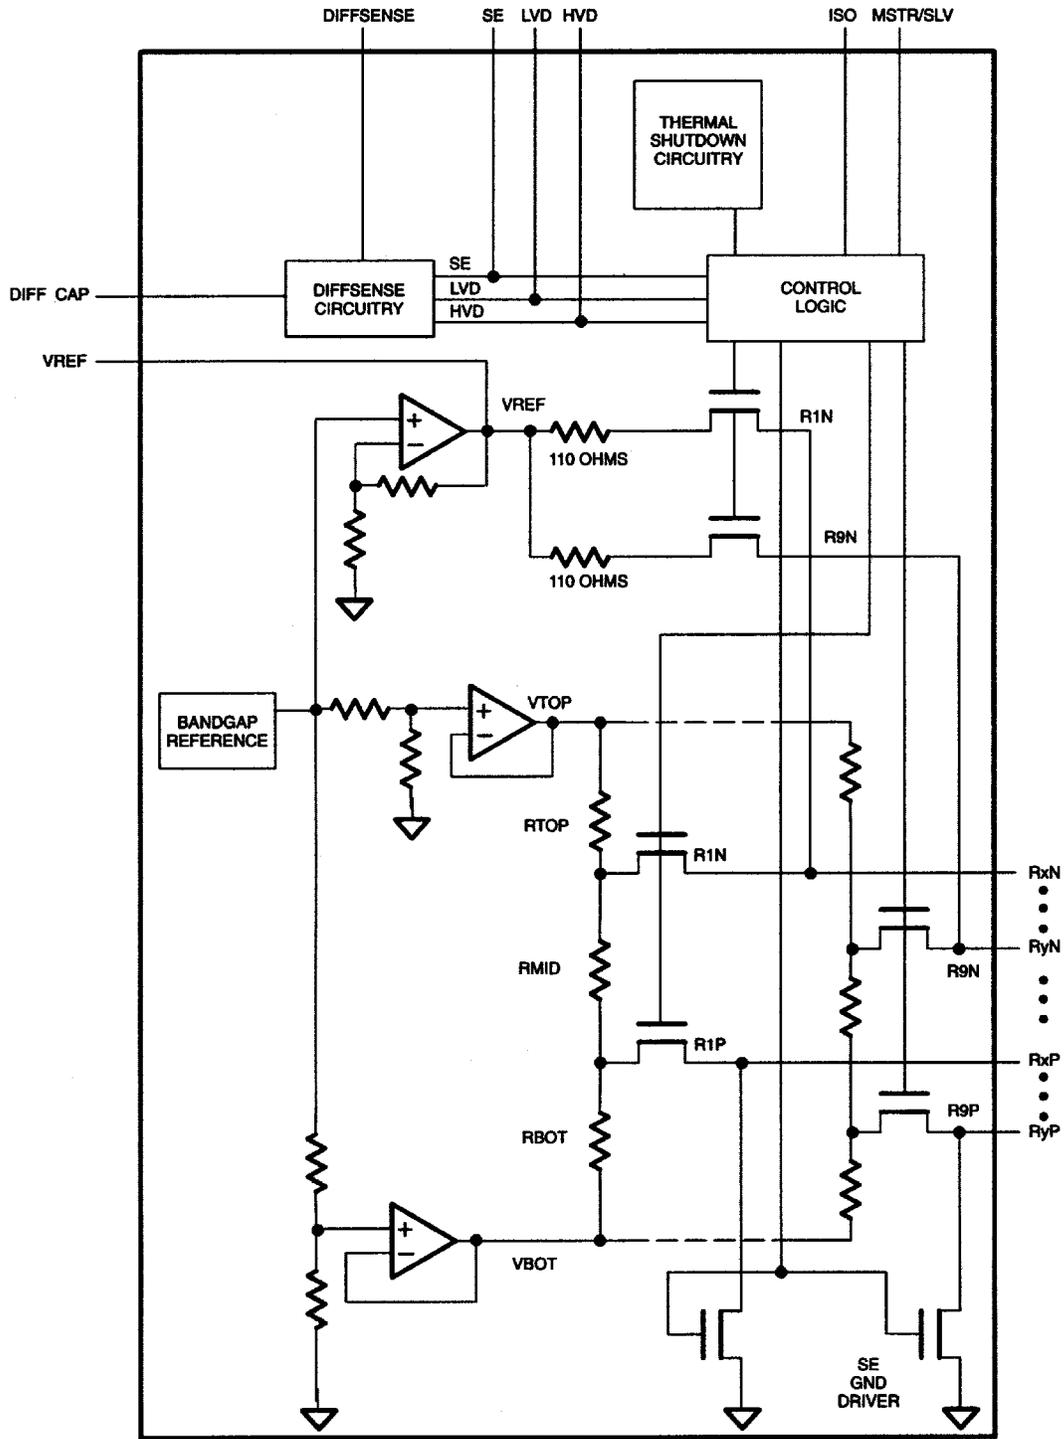 DIFFSENSE
SE
LVD
HVD
ISO
MSTR/SLV
THERMAL
SHUTDOWN
CIRCUITRY
DIFF CAP
DIFFSENSE
CIRCUITRY
SE
LVD
HVD
CONTROL
LOGIC
VREF
+
−
VREF
110 OHMS
R1N
110 OHMS
R9N
BANDGAP
REFERENCE
+
−
VTOP
RTOP
R1N
RxN
RMID
R9N
RyN
R1P
RxP
RBOT
R9P
RyP
+
−
VBOT
SE
GND
DRIVER